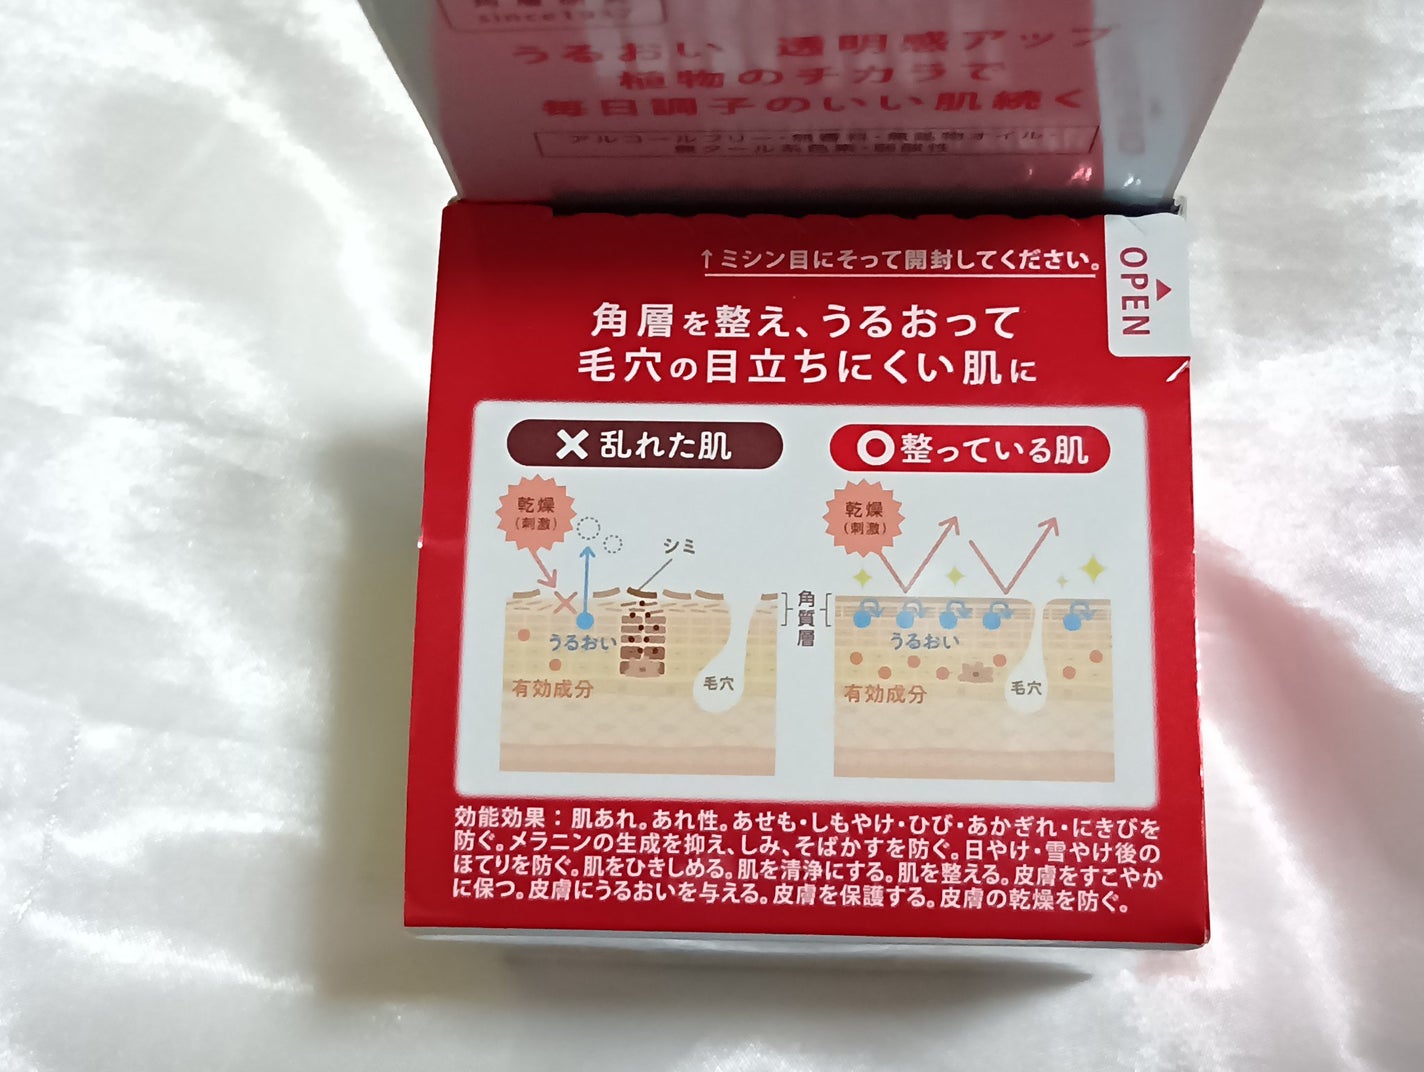 since1937
うるおい 透明感アップ
植物のチカラで
毎日調子のいい肌続く
アルコールフリー・無香料・無鉱物オイル・
無タール系色素・弱酸性
↑ミシン目にそって開封してください。
OPEN
角層を整え、うるおって
毛穴の目立ちにくい肌に
乱れた肌
整っている肌
乾燥
(刺激)
シミ
うるおい
有効成分
毛穴
角質層
乾燥
(刺激)
うるおい
有効成分
毛穴
効能効果：肌あれ。あれ性。あせも・しもやけ・ひび・あかぎれ・にきびを
防ぐ。メラニンの生成を抑え、しみ、そばかすを防ぐ。日やけ・雪やけ後の
ほてりを防ぐ。肌をひきしめる。肌を清浄にする。肌を整える。皮膚をすこやか
に保つ。皮膚にうるおいを与える。皮膚を保護する。皮膚の乾燥を防ぐ。